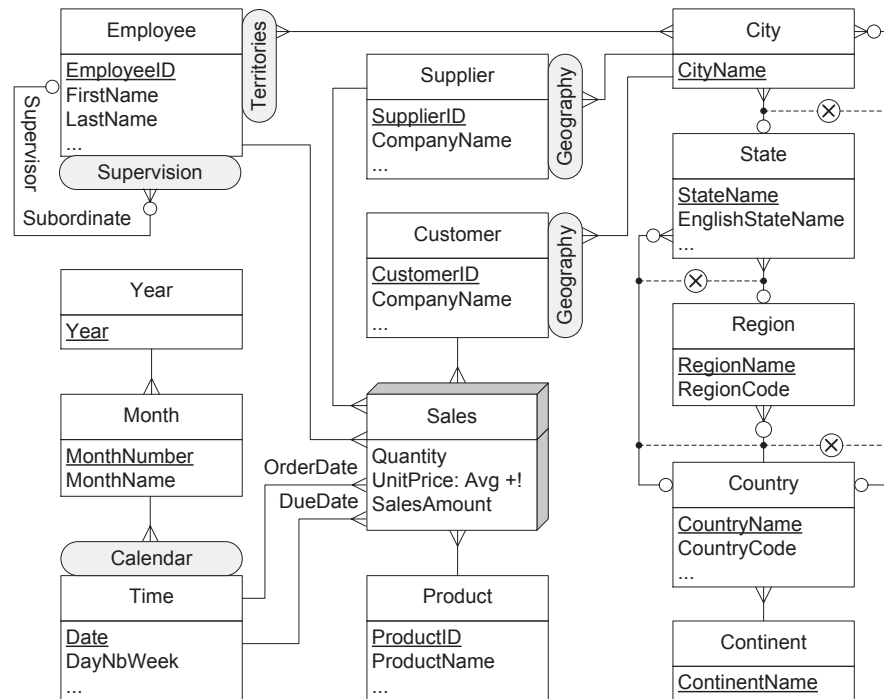 Employee
EmployeeID
FirstName
LastName
...
Territories
Supervision
Supervisor
Subordinate
Supplier
SupplierID
CompanyName
...
Geography
Customer
CustomerID
CompanyName
...
Geography
City
CityName
State
StateName
EnglishStateName
...
Region
RegionName
RegionCode
Country
CountryName
CountryCode
...
Continent
ContinentName
Year
Year
Month
MonthNumber
MonthName
Calendar
Time
Date
DayNbWeek
...
OrderDate
DueDate
Sales
Quantity
UnitPrice: Avg +!
SalesAmount
Product
ProductID
ProductName
...